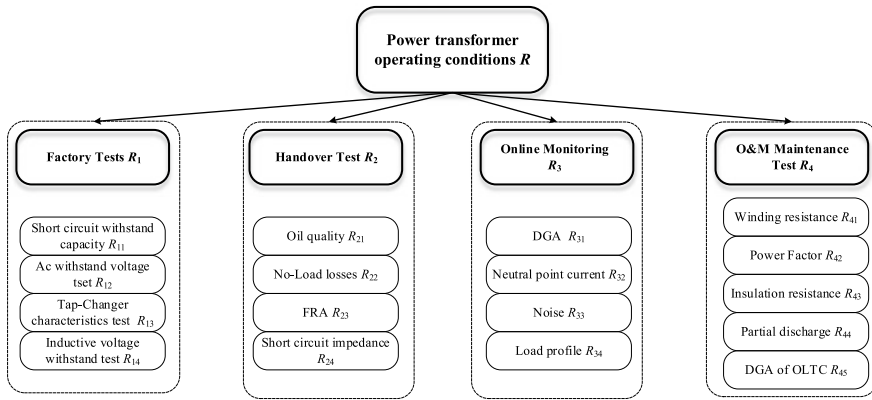 Power transformer
operating conditions R
Factory Tests R1
Short circuit withstand
capacity R11
Ac withstand voltage
tset R12
Tap-Changer
characteristics test R13
Inductive voltage
withstand test R14
Handover Test R2
Oil quality R21
No-Load losses R22
FRA R23
Short circuit impedance
R24
Online Monitoring
R3
DGA R31
Neutral point current R32
Noise R33
Load profile R34
O&M Maintenance
Test R4
Winding resistance R41
Power Factor R42
Insulation resistance R43
Partial discharge R44
DGA of OLTC R45